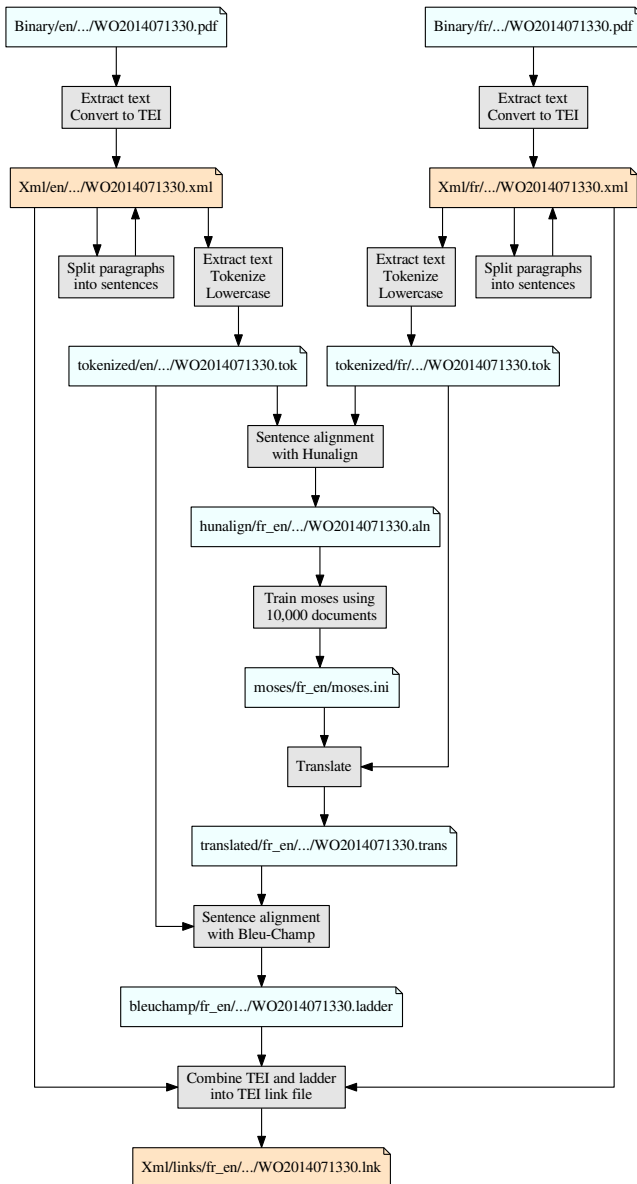 Binary/en/.../WO2014071330.pdf
Binary/fr/.../WO2014071330.pdf
Extract text
Convert to TEI
Extract text
Convert to TEI
Xml/en/.../WO2014071330.xml
Xml/fr/.../WO2014071330.xml
Split paragraphs
into sentences
Extract text
Tokenize
Lowercase
Extract text
Tokenize
Lowercase
Split paragraphs
into sentences
tokenized/en/.../WO2014071330.tok
tokenized/fr/.../WO2014071330.tok
Sentence alignment
with Hunalign
hunalign/fr_en/.../WO2014071330.aln
Train moses using
10,000 documents
moses/fr_en/moses.ini
Translate
translated/fr_en/.../WO2014071330.trans
Sentence alignment
with Bleu-Champ
bleuchamp/fr_en/.../WO2014071330.ladder
Combine TEI and ladder
into TEI link file
Xml/links/fr_en/.../WO2014071330.lnk